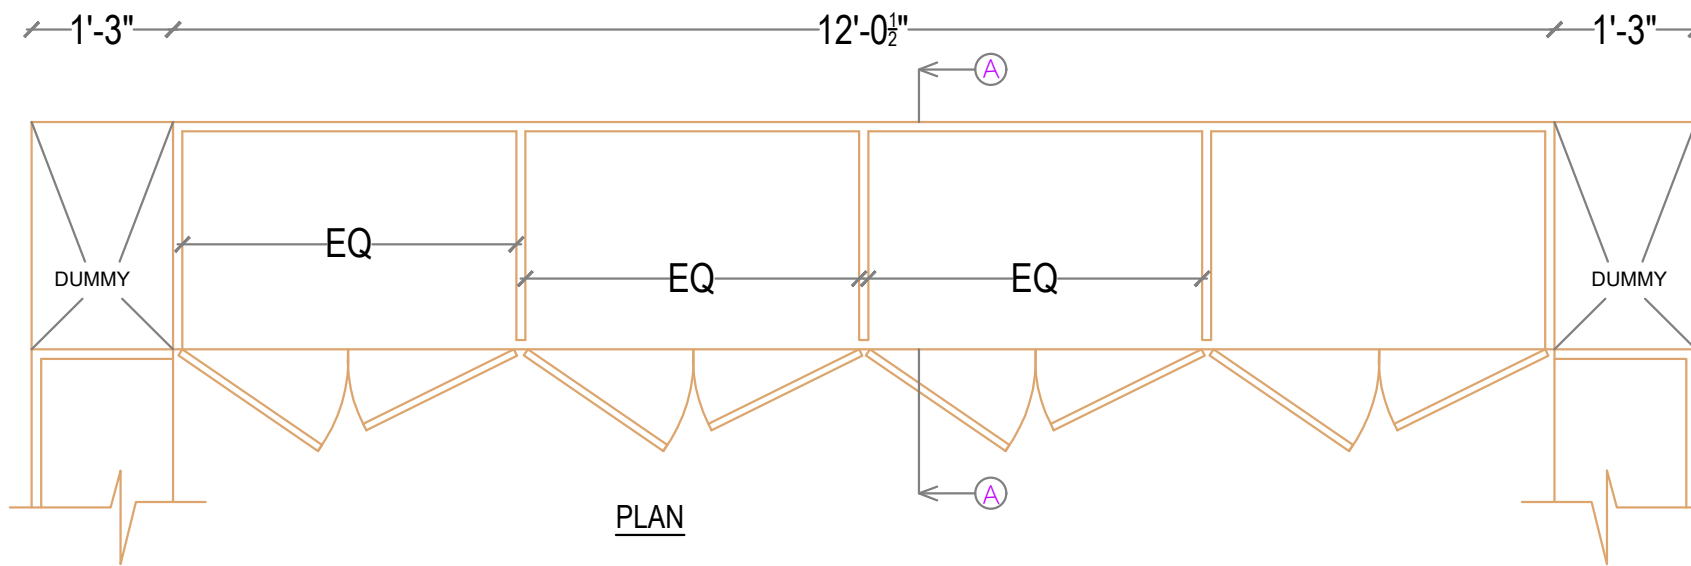 1'-3" 12'-0½" 1'-3"
A
EQ
EQ EQ
DUMMY DUMMY
A
PLAN